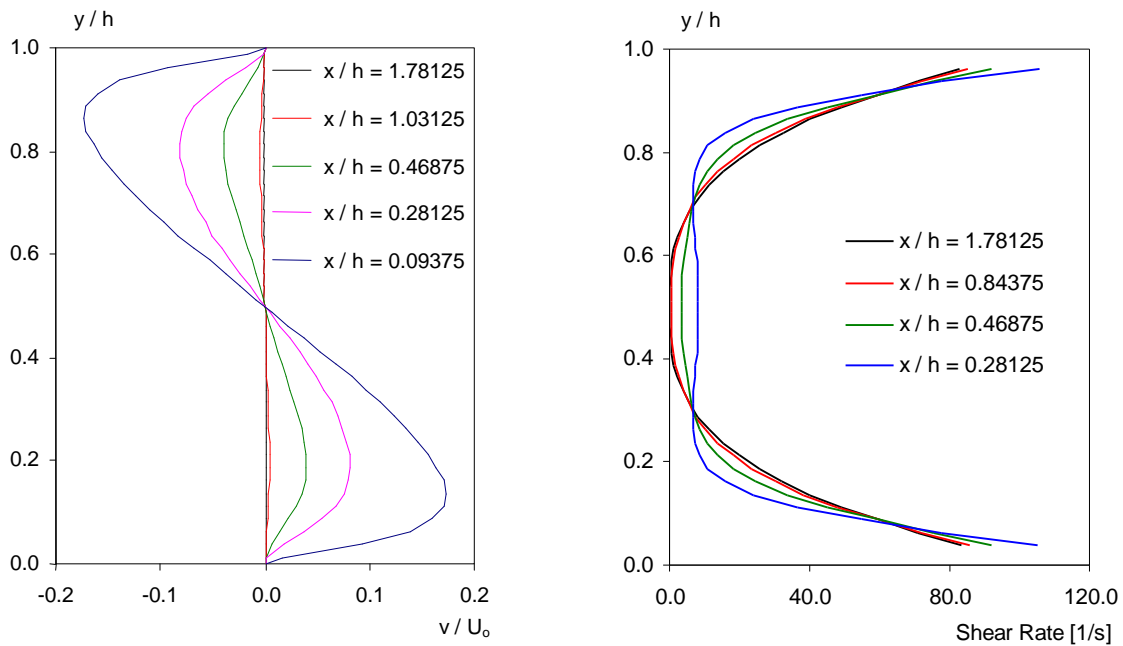 y / h
1.0
0.8
0.6
0.4
0.2
0.0
-0.2
-0.1
0.0
0.1
0.2
v / Uₒ
x / h = 1.78125
x / h = 1.03125
x / h = 0.46875
x / h = 0.28125
x / h = 0.09375
y / h
1.0
0.8
0.6
0.4
0.2
0.0
0.0
40.0
80.0
120.0
Shear Rate [1/s]
x / h = 1.78125
x / h = 0.84375
x / h = 0.46875
x / h = 0.28125